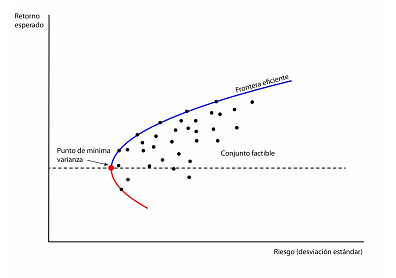 Retorno
esperado
Frontera eficiente
Punto de mínima
varianza
Conjunto factible
Riesgo (desviación estándar)